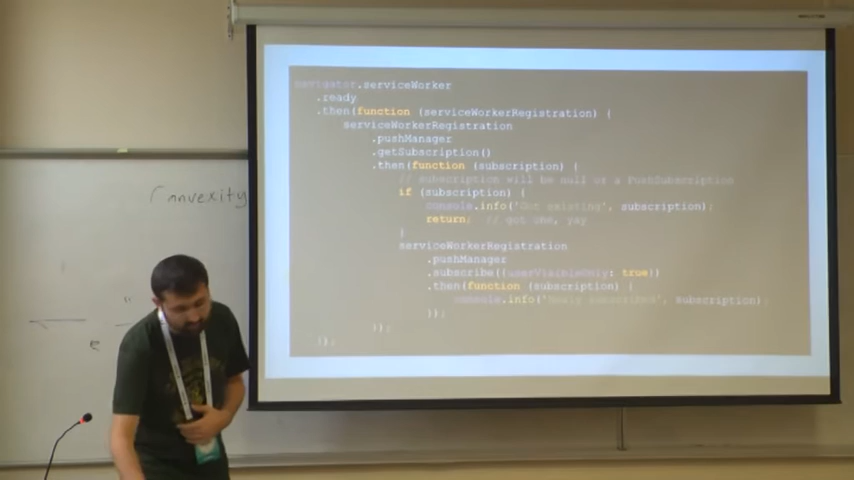 navigator.serviceWorker
.ready
.then(function (serviceWorkerRegistration) {
serviceWorkerRegistration
.pushManager
.getSubscription()
.then(function (subscription) {
// subscription will be null or a PushSubscription
if (subscription) {
console.info('Got existing', subscription);
return; // got one, yay
}
serviceWorkerRegistration
.pushManager
.subscribe({userVisibleOnly: true})
.then(function (subscription) {
console.info('Newly subscribed', subscription);
});
});
});
Convexity
e